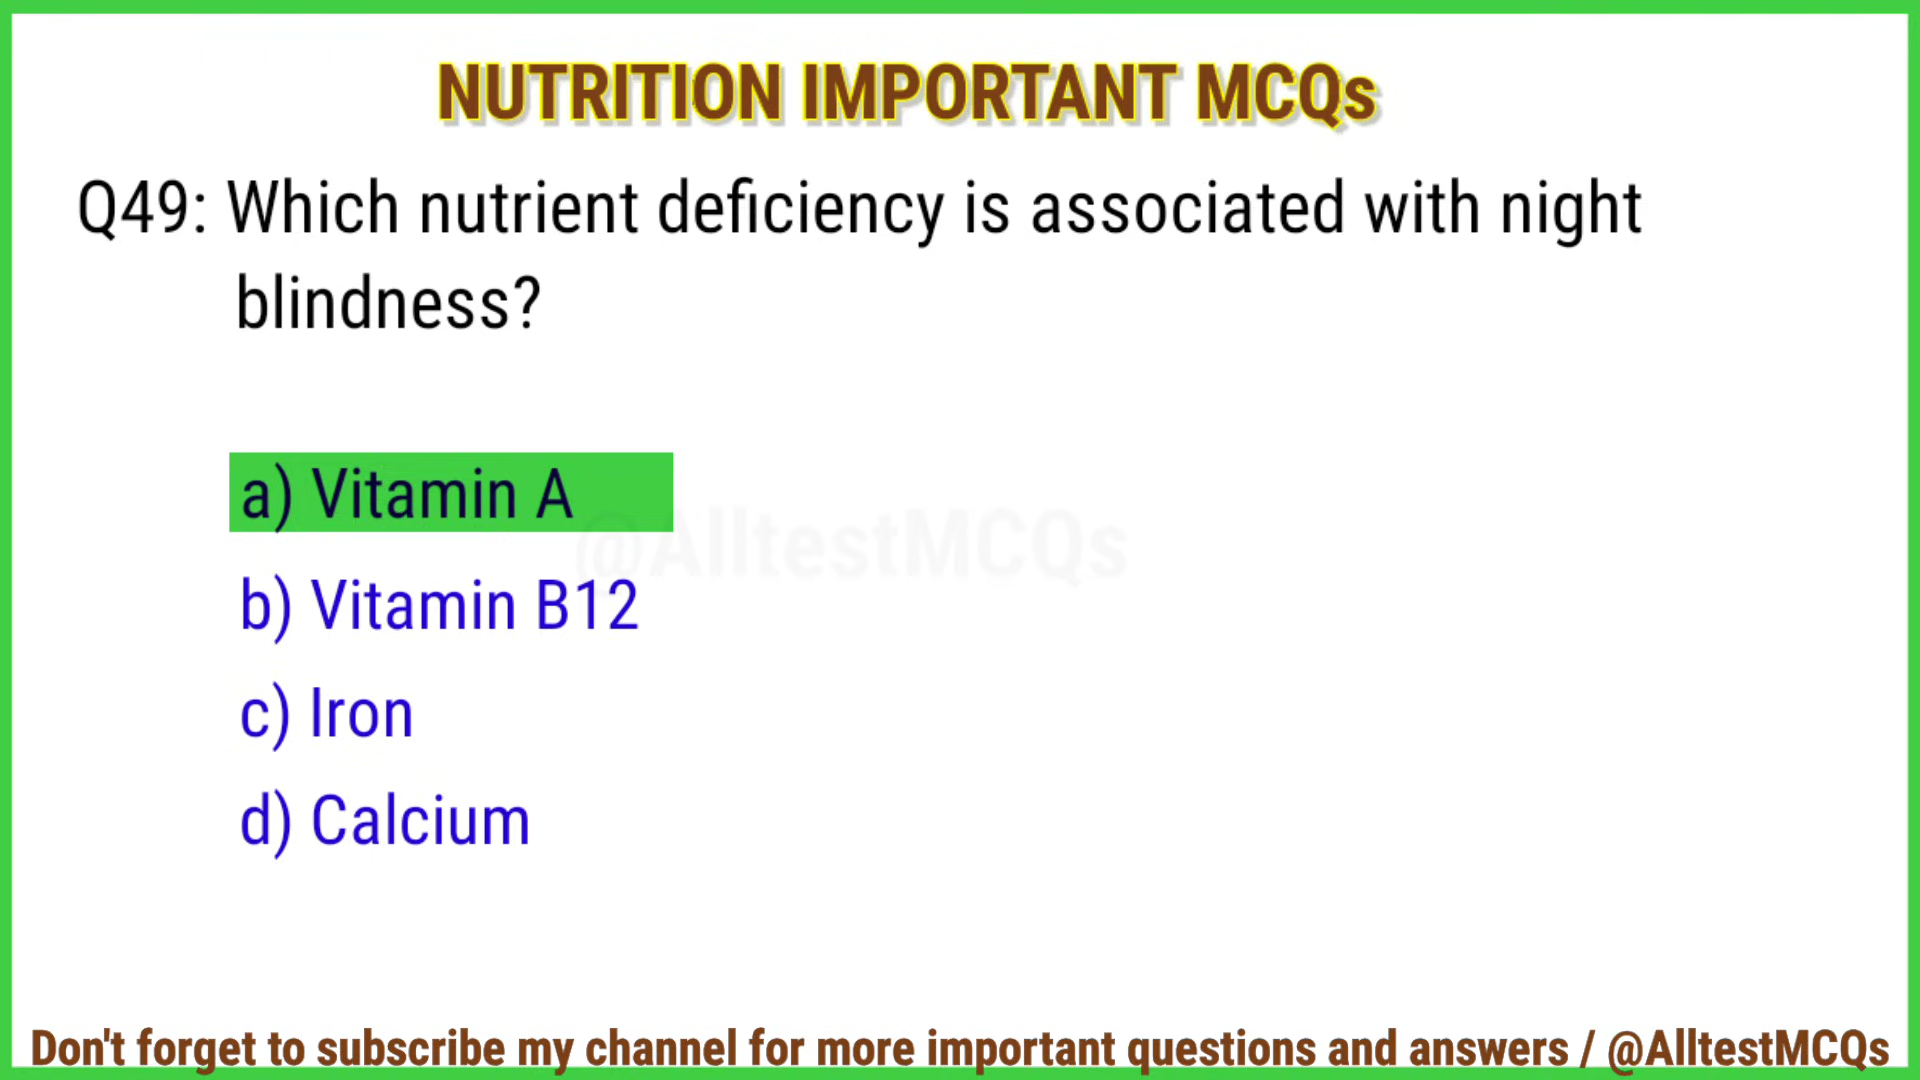 NUTRITION IMPORTANT MCQs
Q49: Which nutrient deficiency is associated with night
blindness?
a) Vitamin A
@AlltestMCQs
b) Vitamin B12
c) Iron
d) Calcium
Don't forget to subscribe my channel for more important questions and answers / @AlltestMCQs